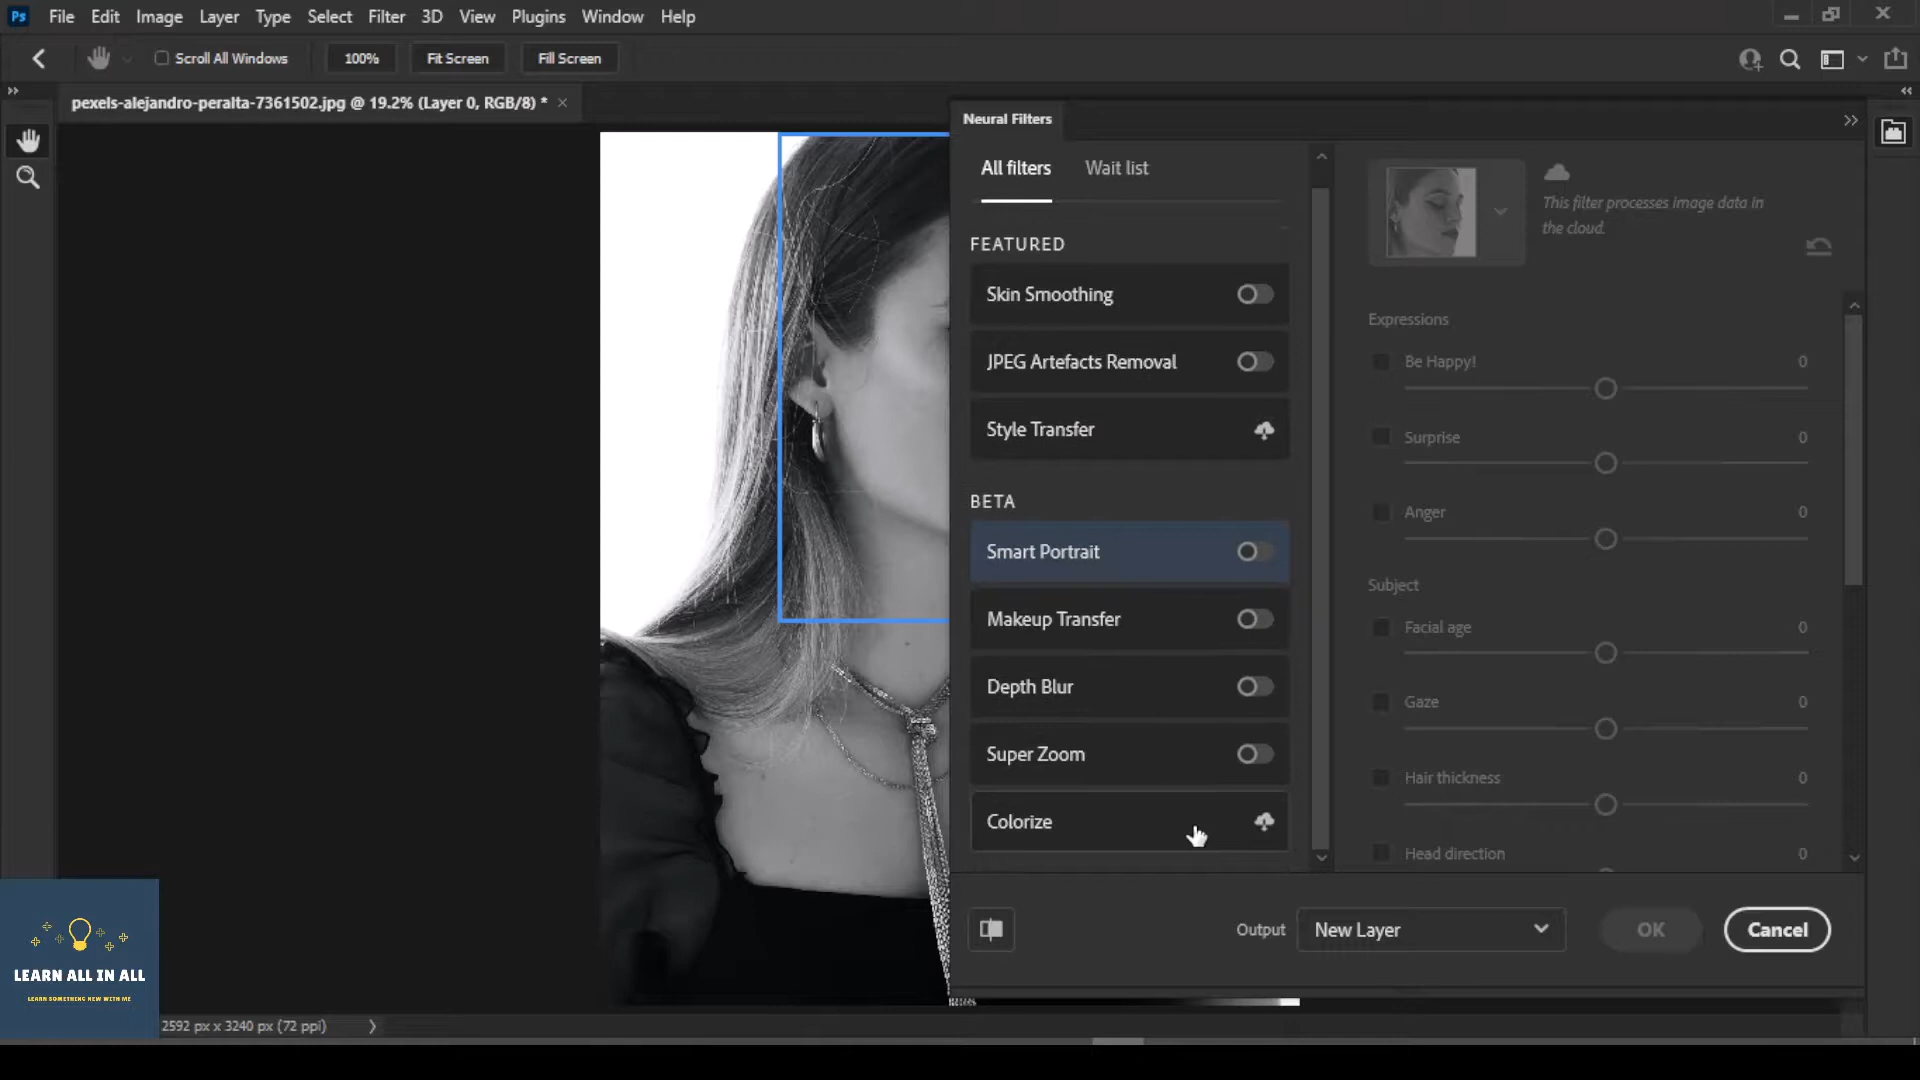 Ps File Edit Image Layer Type Select Filter 3D View Plugins Window Help
Scroll All Windows 100% Fit Screen Fill Screen
pexels-alejandro-peralta-7361502.jpg @ 19.2% (Layer 0, RGB/8) *
Neural Filters
All filters Wait list
This filter processes image data in
the cloud.
FEATURED
Skin Smoothing
JPEG Artefacts Removal
Style Transfer
BETA
Smart Portrait
Makeup Transfer
Depth Blur
Super Zoom
Colorize
Expressions
Be Happy! 0
Surprise 0
Anger 0
Subject
Facial age 0
Gaze 0
Hair thickness 0
Head direction 0
Output New Layer OK Cancel
LEARN ALL IN ALL
LEARN SOMETHING NEW WITH ME
2592 px x 3240 px (72 ppi)